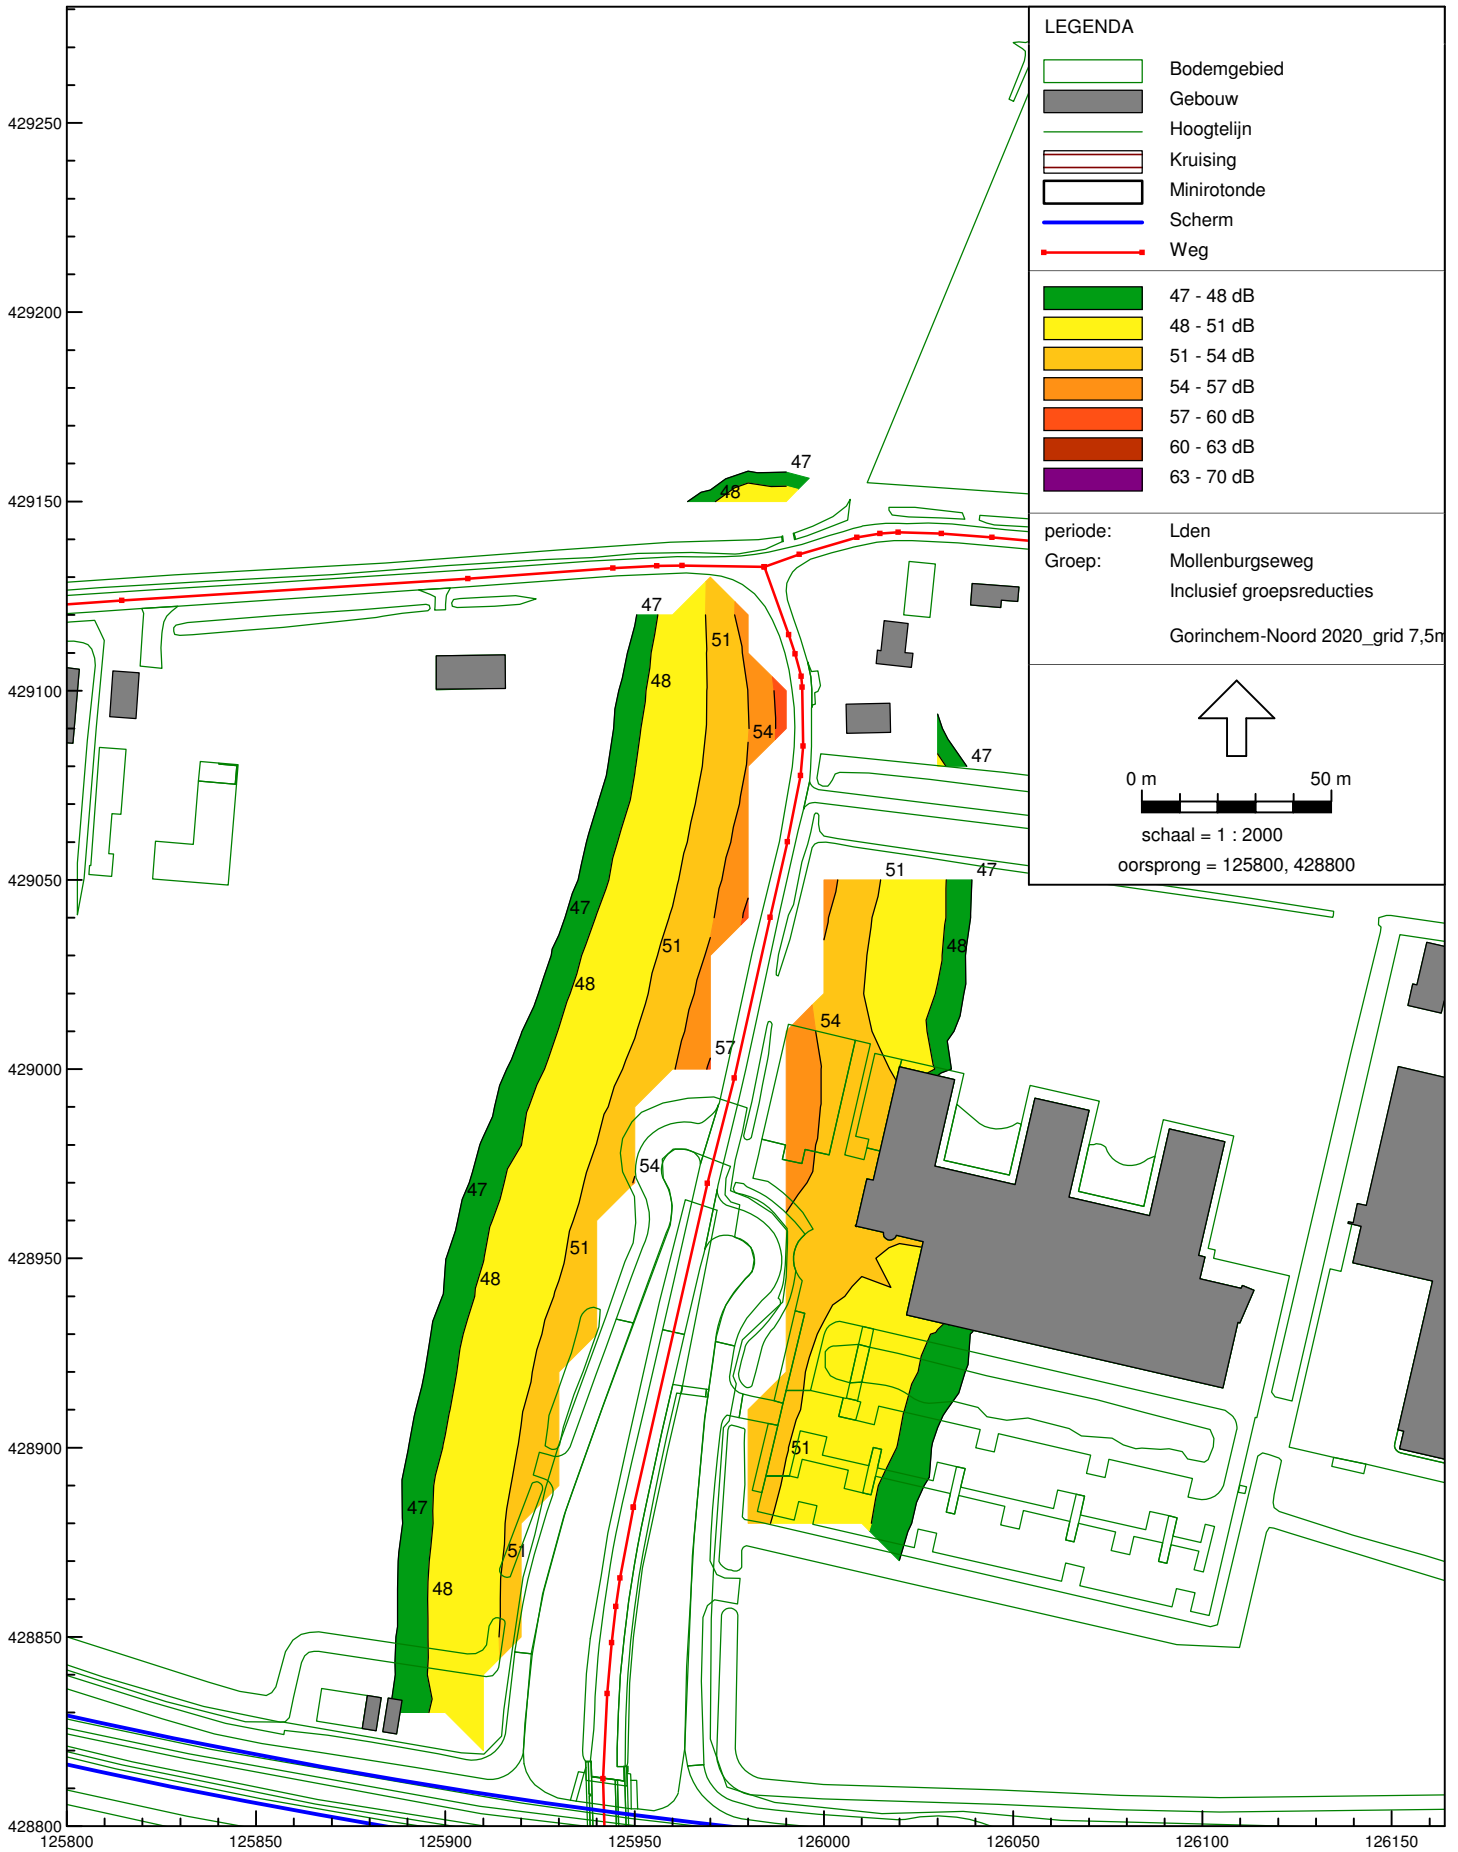 LEGENDA
Bodemgebied
Gebouw
Hoogtelijn
Kruising
Minirotonde
Scherm
Weg
47 - 48 dB
48 - 51 dB
51 - 54 dB
54 - 57 dB
57 - 60 dB
60 - 63 dB
63 - 70 dB
periode: Lden
Groep: Mollenburgseweg
Inclusief groepsreducties
Gorinchem-Noord 2020_grid 7,5m
0 m 50 m
schaal = 1 : 2000
oorsprong = 125800, 428800
429250
429200
429150
429100
429050
429000
428950
428900
428850
428800
47
48
47
51
48
54
47
51 47
47
51
48
48
54
57
54
47
51
48
51
47
51
48
125800 125850 125900 125950 126000 126050 126100 126150